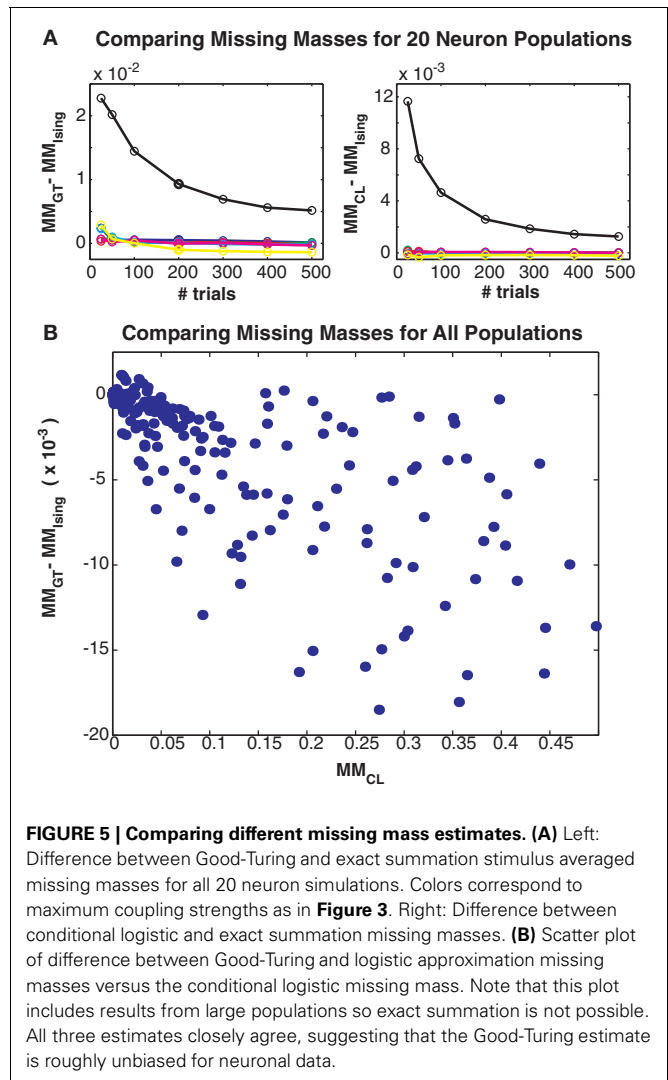 A Comparing Missing Masses for 20 Neuron Populations
x 10⁻²
2
1
0
MM_GT - MM_Ising
0 100 200 300 400 500
# trials
x 10⁻³
12
8
4
0
MM_CL - MM_Ising
0 100 200 300 400 500
# trials
B Comparing Missing Masses for All Populations
0
-5
-10
-15
-20
MM_GT - MM_Ising ( x 10⁻³ )
0 0.05 0.1 0.15 0.2 0.25 0.3 0.35 0.4 0.45
MM_CL
FIGURE 5 | Comparing different missing mass estimates. (A) Left:
Difference between Good-Turing and exact summation stimulus averaged
missing masses for all 20 neuron simulations. Colors correspond to
maximum coupling strengths as in Figure 3. Right: Difference between
conditional logistic and exact summation missing masses. (B) Scatter plot
of difference between Good-Turing and logistic approximation missing
masses versus the conditional logistic missing mass. Note that this plot
includes results from large populations so exact summation is not possible.
All three estimates closely agree, suggesting that the Good-Turing estimate
is roughly unbiased for neuronal data.